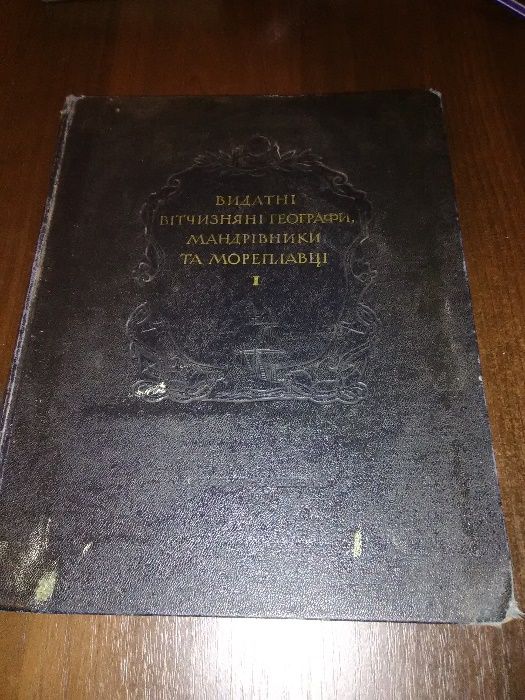 ВИДАТНІ
ВІТЧИЗНЯНІ ГЕОГРАФИ,
МАНДРІВНИКИ
ТА МОРЕПЛАВЦІ
I